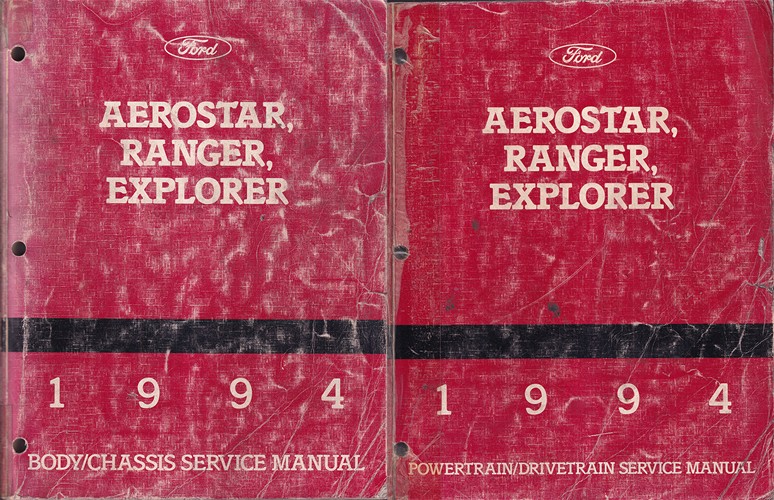 Ford
AEROSTAR,
RANGER,
EXPLORER
1 9 9 4
BODY/CHASSIS SERVICE MANUAL
Ford
AEROSTAR,
RANGER,
EXPLORER
1 9 9 4
POWERTRAIN/DRIVETRAIN SERVICE MANUAL